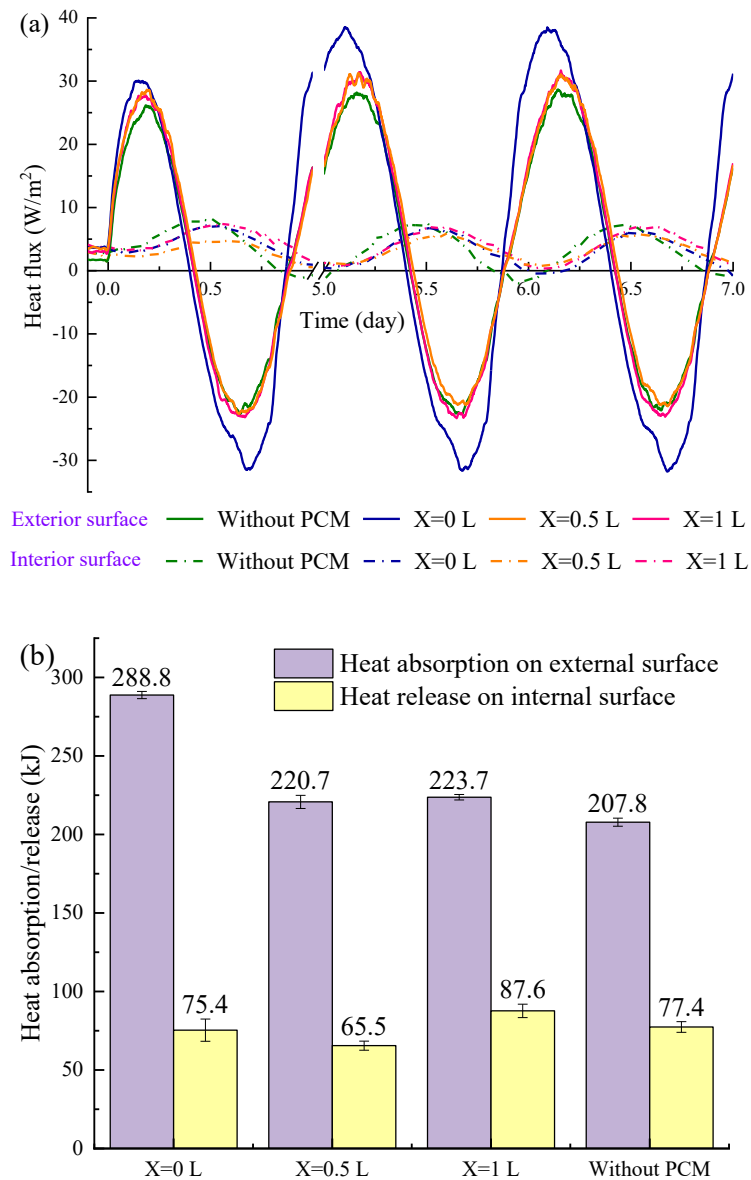 (a)
40
30
20
10
0
-10
-20
-30
Heat flux (W/m²)
0.0 0.5 5.0 5.5 6.0 6.5 7.0
Time (day)
Exterior surface Without PCM X=0 L X=0.5 L X=1 L
Interior surface Without PCM X=0 L X=0.5 L X=1 L
(b)
Heat absorption on external surface
Heat release on internal surface
300
250
200
150
100
50
0
Heat absorption/release (kJ)
288.8
75.4
220.7
65.5
223.7
87.6
207.8
77.4
X=0 L X=0.5 L X=1 L Without PCM